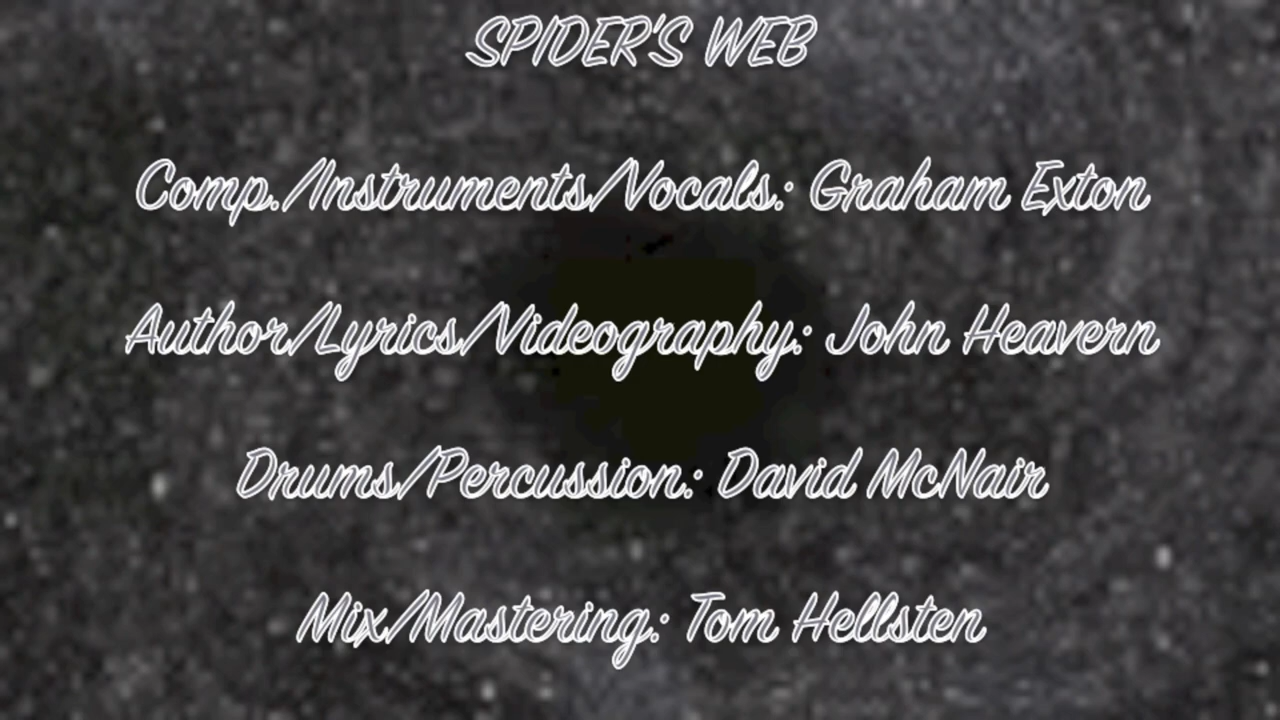 SPIDER'S WEB
Comp./Instruments/Vocals: Graham Exton
Author/Lyrics/Videography: John Heavern
Drums/Percussion: David McNair
Mix/Mastering: Tom Hellsten